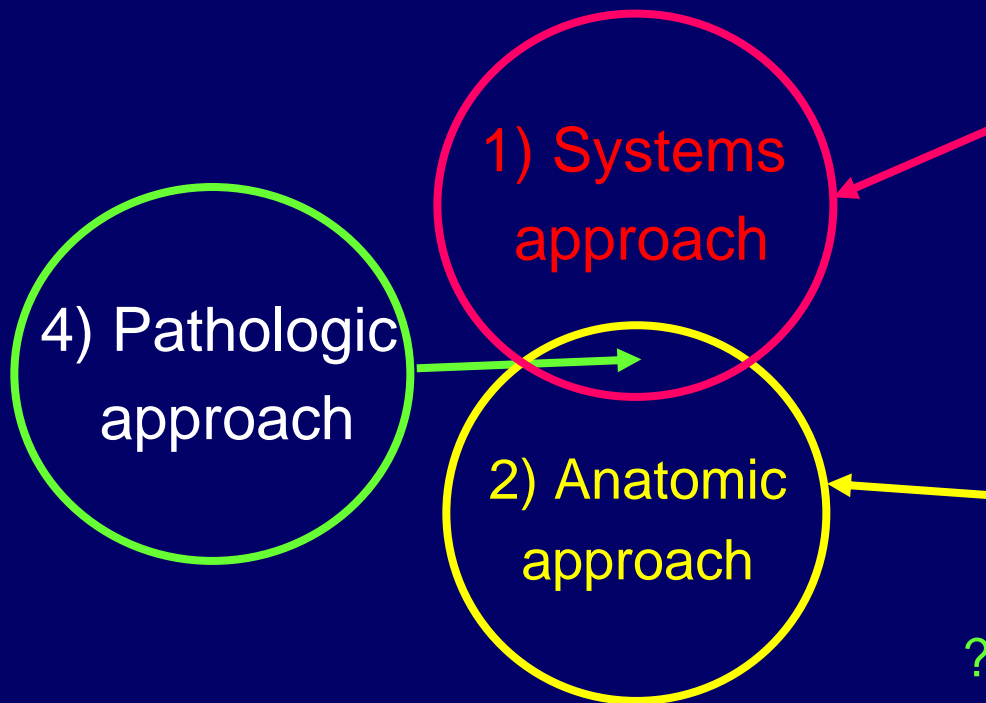 1) Systems
approach
4) Pathologic
approach
2) Anatomic
approach
?